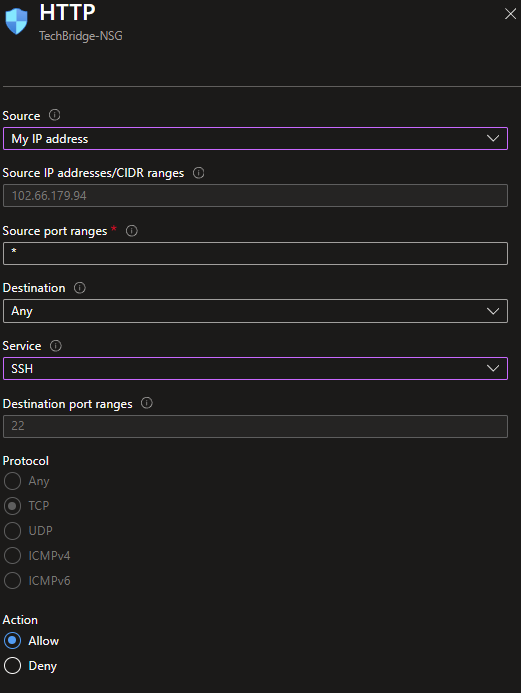 HTTP
TechBridge-NSG
Source
My IP address
Source IP addresses/CIDR ranges
102.66.179.94
Source port ranges *
*
Destination
Any
Service
SSH
Destination port ranges
22
Protocol
Any
TCP
UDP
ICMPv4
ICMPv6
Action
Allow
Deny